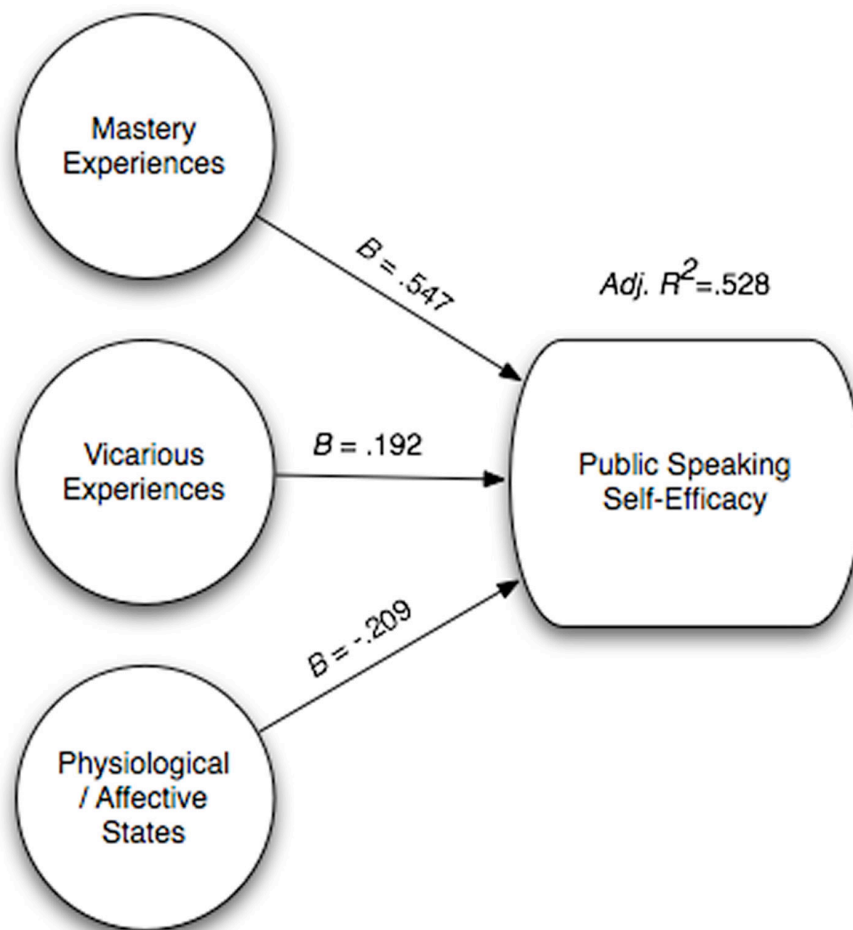 Mastery
Experiences
B = .547
Adj. R²=.528
Vicarious
Experiences
B = .192
Public Speaking
Self-Efficacy
B = -.209
Physiological
/ Affective
States